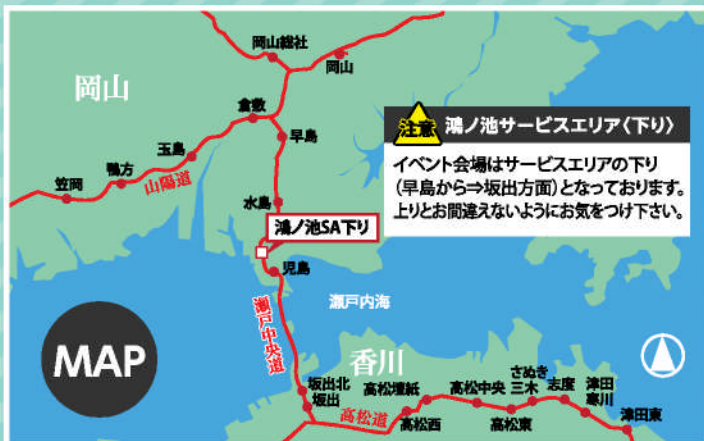 岡山総社
岡山
岡山
倉敷
早島
玉島
鴨方
笠岡
山陽道
水島
注意 鴻ノ池サービスエリア〈下り〉
イベント会場はサービスエリアの下り
(早島から⇒坂出方面)となっております。
上りとお間違えないようにお気をつけ下さい。
鴻ノ池SA下り
児島
瀬戸内海
瀬戸中央道
MAP
香川
坂出北
坂出
高松道
高松檀紙
高松西
高松中央
高松東
さぬき
三木
志度
津田
寒川
津田東